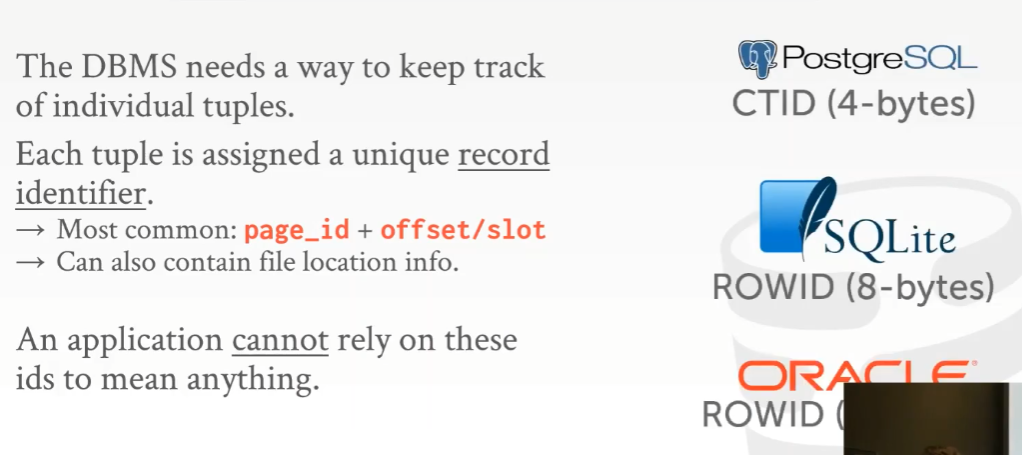 The DBMS needs a way to keep track
of individual tuples.
Each tuple is assigned a unique record
identifier.
→ Most common: page_id + offset/slot
→ Can also contain file location info.
An application cannot rely on these
ids to mean anything.
PostgreSQL
CTID (4-bytes)
SQLite
ROWID (8-bytes)
ORACLE
ROWID (